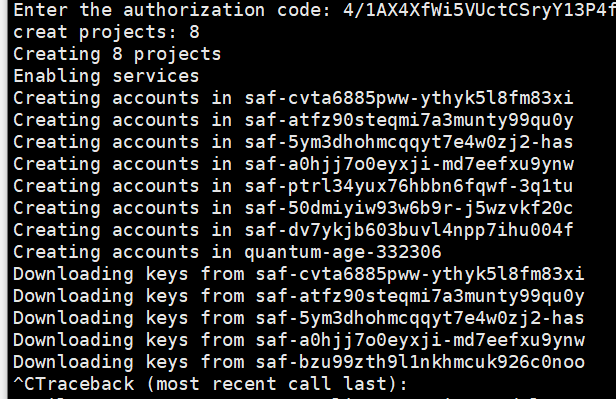 Enter the authorization code: 4/1AX4XfWi5VUctCSryY13P4f
creat projects: 8
Creating 8 projects
Enabling services
Creating accounts in saf-cvta6885pww-ythyk5l8fm83xi
Creating accounts in saf-atfz90steqmi7a3munty99qu0y
Creating accounts in saf-5ym3dhohmcqqyt7e4w0zj2-has
Creating accounts in saf-a0hjj7o0eyxji-md7eefxu9ynw
Creating accounts in saf-ptrl34yux76hbbn6fqwf-3q1tu
Creating accounts in saf-50dmiyiw93w6b9r-j5wzvkf20c
Creating accounts in saf-dv7ykjb603buvl4npp7ihu004f
Creating accounts in quantum-age-332306
Downloading keys from saf-cvta6885pww-ythyk5l8fm83xi
Downloading keys from saf-atfz90steqmi7a3munty99qu0y
Downloading keys from saf-5ym3dhohmcqqyt7e4w0zj2-has
Downloading keys from saf-a0hjj7o0eyxji-md7eefxu9ynw
Downloading keys from saf-bzu99zth9l1nkhmcuk926c0noo
^CTraceback (most recent call last):